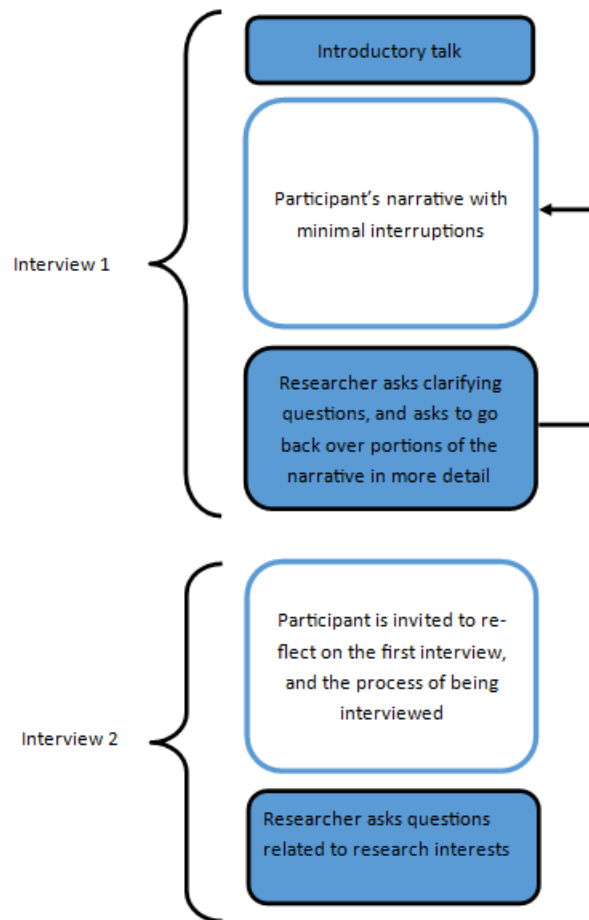 Introductory talk
Participant's narrative with
minimal interruptions
Interview 1
Researcher asks clarifying
questions, and asks to go
back over portions of the
narrative in more detail
Participant is invited to re-
flect on the first interview,
and the process of being
interviewed
Interview 2
Researcher asks questions
related to research interests